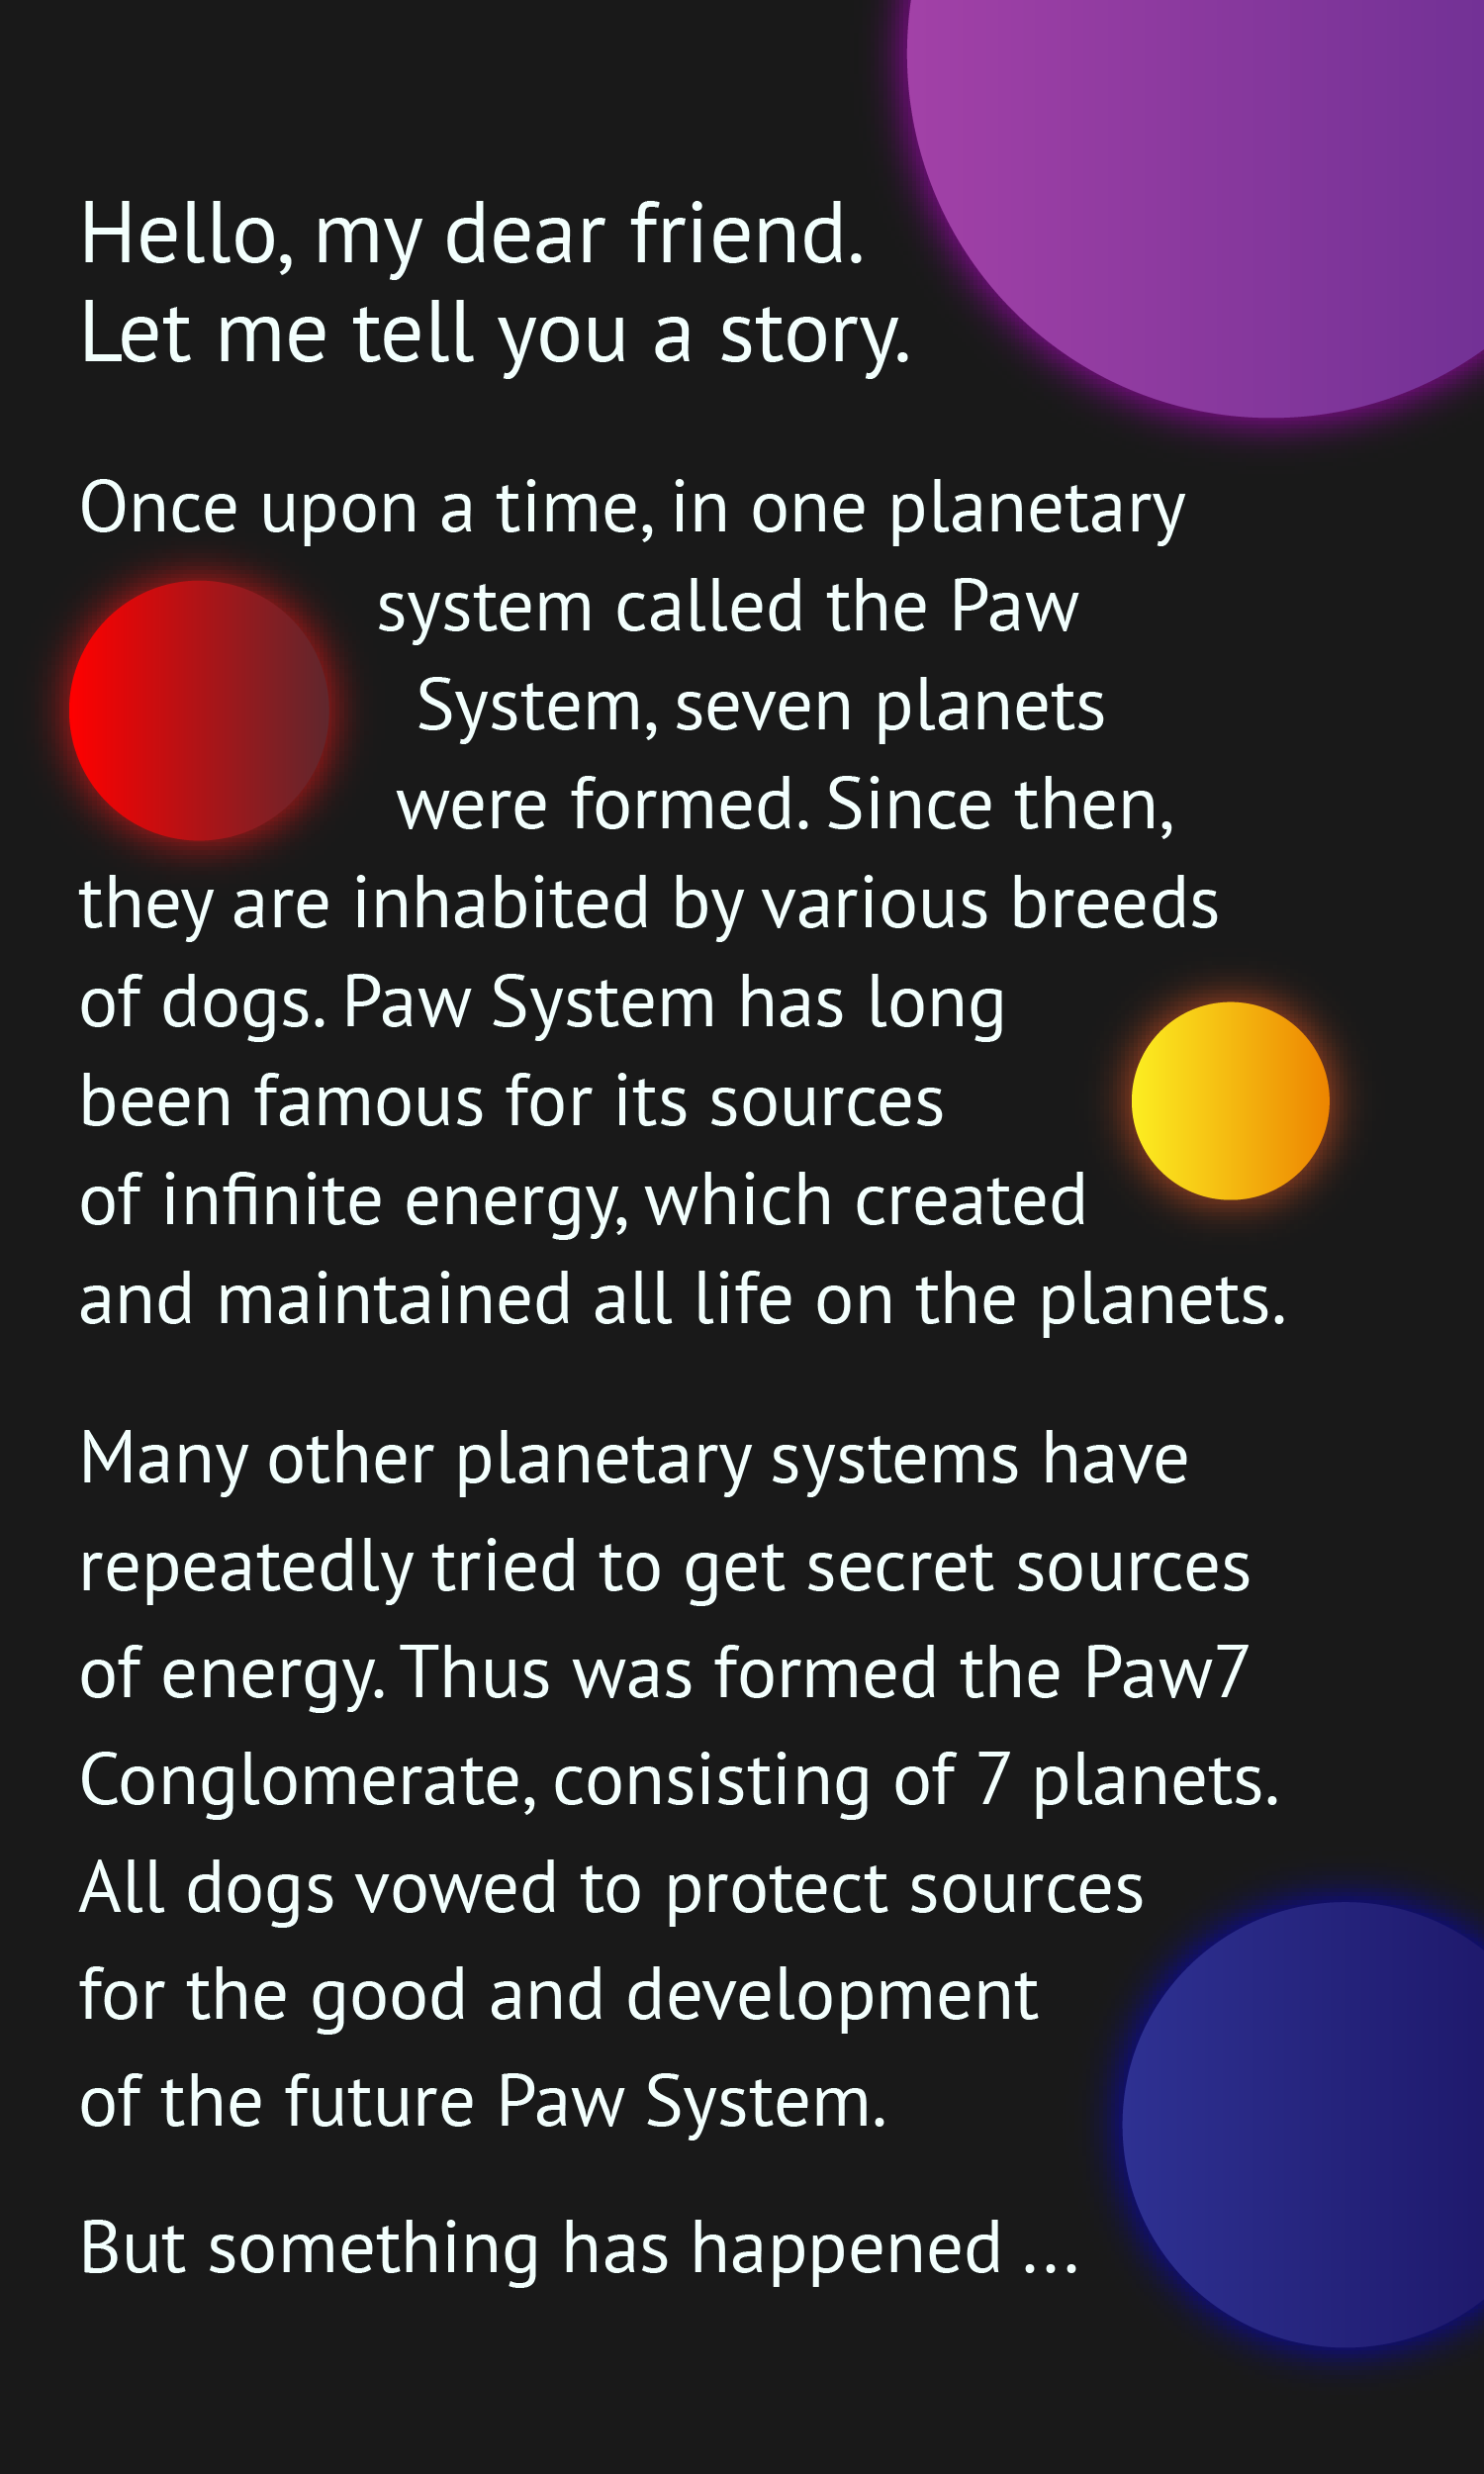 Hello, my dear friend.
Let me tell you a story.
Once upon a time, in one planetary
system called the Paw
System, seven planets
were formed. Since then,
they are inhabited by various breeds
of dogs. Paw System has long
been famous for its sources
of infinite energy, which created
and maintained all life on the planets.
Many other planetary systems have
repeatedly tried to get secret sources
of energy. Thus was formed the Paw7
Conglomerate, consisting of 7 planets.
All dogs vowed to protect sources
for the good and development
of the future Paw System.
But something has happened ...